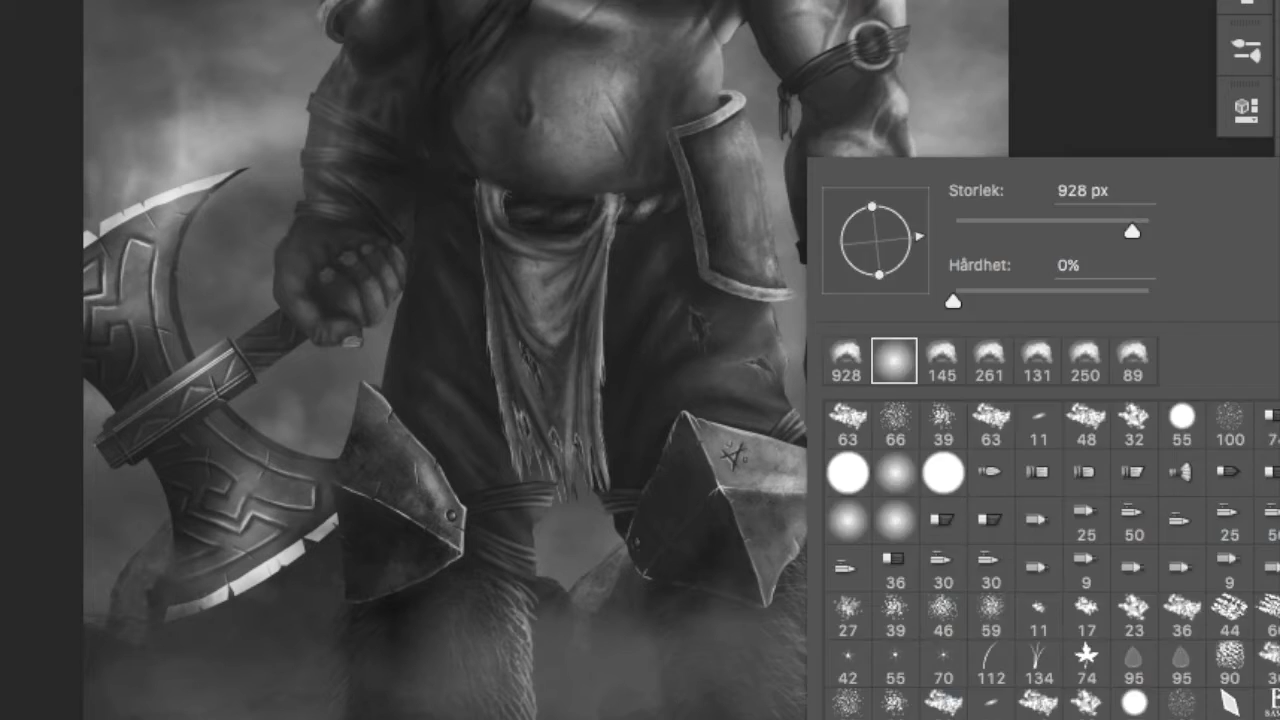 Storlek: 928 px
Hårdhet: 0%
928 145 261 131 250 89
63 66 39 63 11 48 32 55 100
25 50 25
36 30 30 9 9
27 39 46 59 11 17 23 36 44
42 55 70 112 134 74 95 95 90